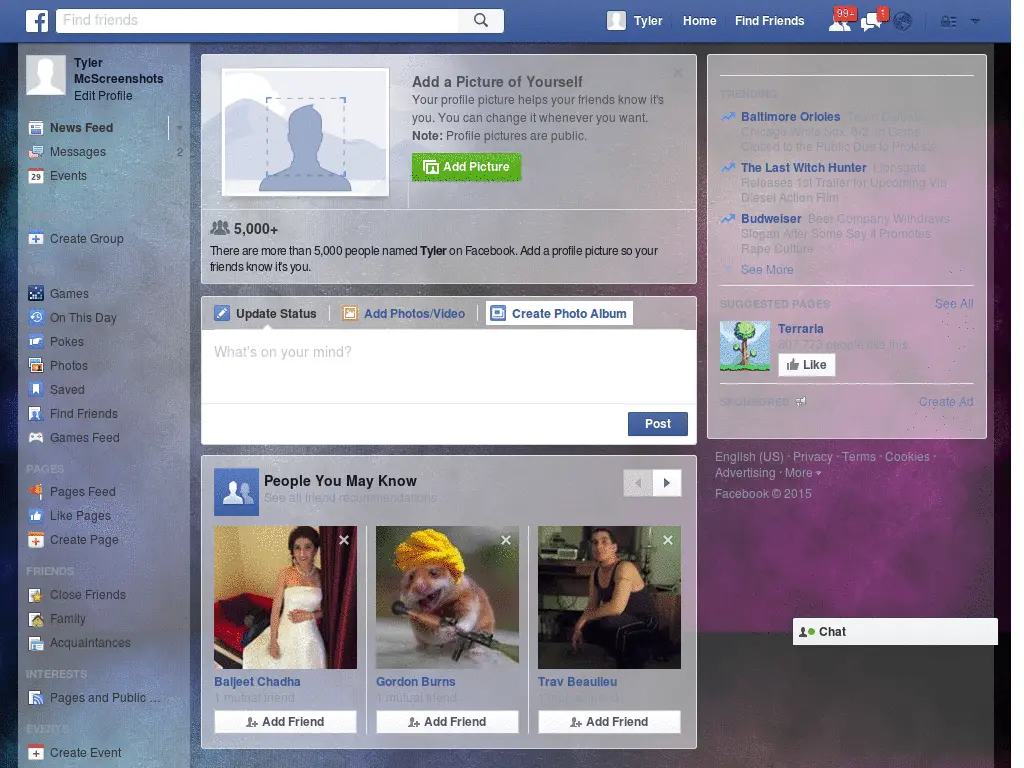 f
Find friends
Tyler
Home
Find Friends
99+
1
Tyler
McScreenshots
Edit Profile
News Feed
Messages
2
29
Events
Create Group
Games
On This Day
Pokes
Photos
Saved
Find Friends
Games Feed
PAGES
Pages Feed
Like Pages
Create Page
FRIENDS
Close Friends
Family
Acquaintances
INTERESTS
Pages and Public ...
EVENTS
Create Event
Add a Picture of Yourself
Your profile picture helps your friends know it's
you. You can change it whenever you want.
Note: Profile pictures are public.
Add Picture
5,000+
There are more than 5,000 people named Tyler on Facebook. Add a profile picture so your
friends know it's you.
Update Status
Add Photos/Video
Create Photo Album
What's on your mind?
Post
People You May Know
See all friend recommendations
Baljeet Chadha
1 mutual friend
Add Friend
Gordon Burns
1 mutual friend
Add Friend
Trav Beaulieu
1 mutual friend
Add Friend
TRENDING
Baltimore Orioles
Chicago White Sox, 8/2, in Game
Closed to the Public Due to Protests
The Last Witch Hunter Lionsgate
Releases 1st Trailer for Upcoming Vin
Diesel Action Film
Budweiser Beer Company Withdraws
Slogan After Some Say it Promotes
Rape Culture
See More
SUGGESTED PAGES
See All
Terraria
people like this.
Like
SPONSORED
Create Ad
English (US) · Privacy · Terms · Cookies ·
Advertising · More
Facebook © 2015
Chat